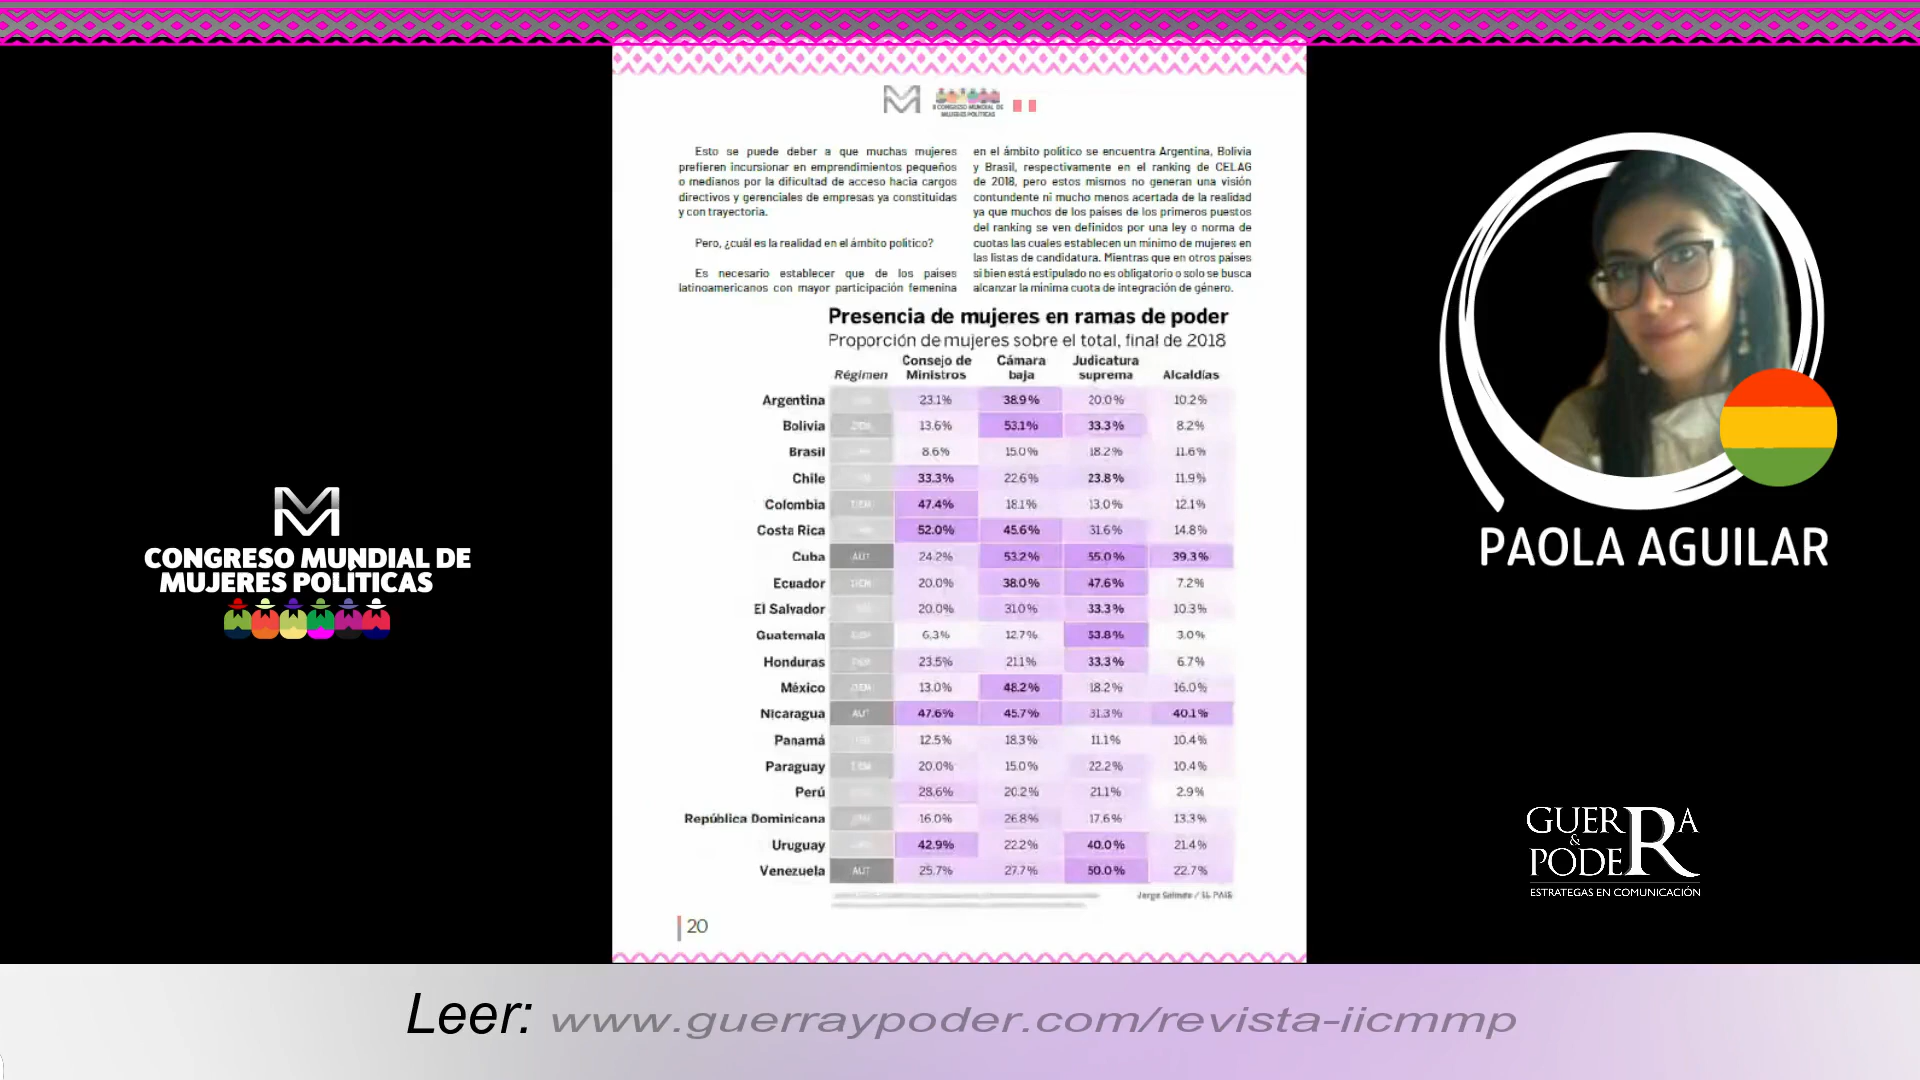 II CONGRESO MUNDIAL DE
MUJERES POLÍTICAS
Esto se puede deber a que muchas mujeres
prefieren incursionar en emprendimientos pequeños
o medianos por la dificultad de acceso hacia cargos
directivos y gerenciales de empresas ya constituidas
y con trayectoria.
Pero, ¿cuál es la realidad en el ámbito político?
Es necesario establecer que de los países
latinoamericanos con mayor participación femenina
en el ámbito político se encuentra Argentina, Bolivia
y Brasil, respectivamente en el ranking de CELAG
de 2018, pero estos mismos no generan una visión
contundente ni mucho menos acertada de la realidad
ya que muchos de los países de los primeros puestos
del ranking se ven definidos por una ley o norma de
cuotas las cuales establecen un mínimo de mujeres en
las listas de candidatura. Mientras que en otros países
si bien está estipulado no es obligatorio o solo se busca
alcanzar la mínima cuota de integración de género.
Presencia de mujeres en ramas de poder
Proporción de mujeres sobre el total, final de 2018
Régimen Consejo de Ministros Cámara baja Judicatura suprema Alcaldías
Argentina 23.1% 38.9% 20.0% 10.2%
Bolivia 13.6% 53.1% 33.3% 8.2%
Brasil 8.6% 15.0% 18.2% 11.6%
Chile 33.3% 22.6% 23.8% 11.9%
Colombia DEM 47.4% 18.1% 13.0% 12.1%
Costa Rica 52.0% 45.6% 31.6% 14.8%
Cuba AUT 24.2% 53.2% 55.0% 39.3%
Ecuador DEM 20.0% 38.0% 47.6% 7.2%
El Salvador 20.0% 31.0% 33.3% 10.3%
Guatemala 6.3% 12.7% 53.8% 3.0%
Honduras 23.5% 21.1% 33.3% 6.7%
México DEM 13.0% 48.2% 18.2% 16.0%
Nicaragua AUT 47.6% 45.7% 31.3% 40.1%
Panamá 12.5% 18.3% 11.1% 10.4%
Paraguay 20.0% 15.0% 22.2% 10.4%
Perú 28.6% 20.2% 21.1% 2.9%
República Dominicana 16.0% 26.8% 17.6% 13.3%
Uruguay 42.9% 22.2% 40.0% 21.4%
Venezuela AUT 25.7% 27.7% 50.0% 22.7%
Jorge Galindo / EL PAÍS
20
CONGRESO MUNDIAL DE
MUJERES POLÍTICAS
PAOLA AGUILAR
GUERRA
&
PODER
ESTRATEGAS EN COMUNICACIÓN
Leer: www.guerraypoder.com/revista-iicmmp